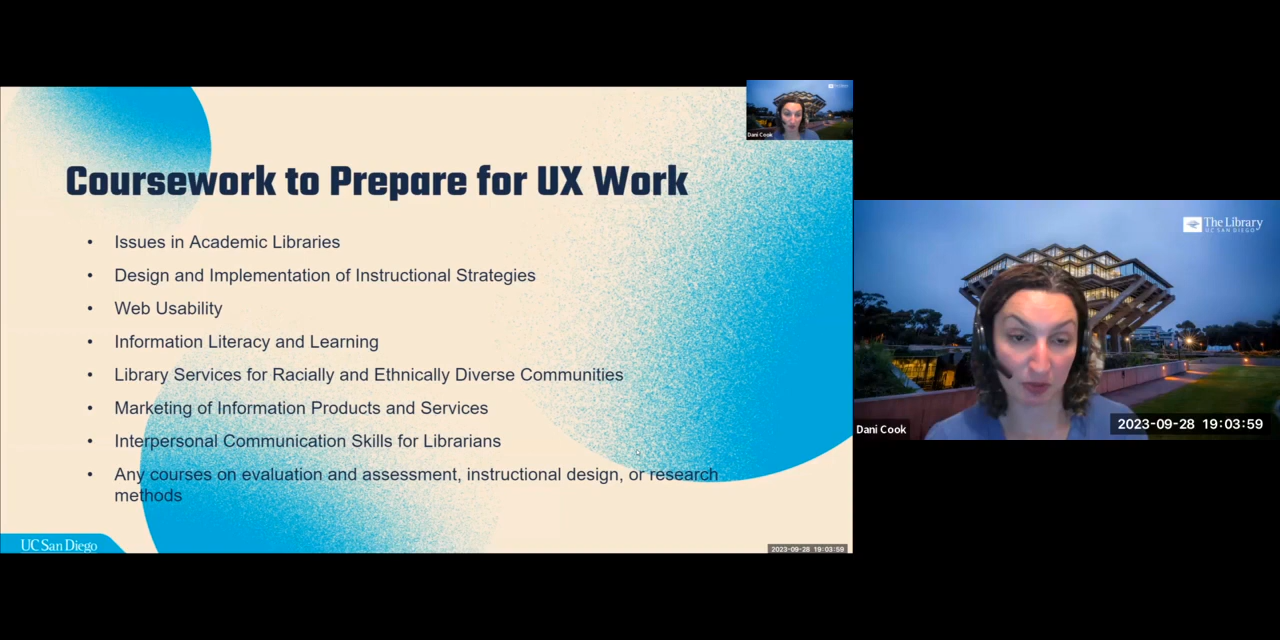 Dani Cook
Coursework to Prepare for UX Work
• Issues in Academic Libraries
• Design and Implementation of Instructional Strategies
• Web Usability
• Information Literacy and Learning
• Library Services for Racially and Ethnically Diverse Communities
• Marketing of Information Products and Services
• Interpersonal Communication Skills for Librarians
• Any courses on evaluation and assessment, instructional design, or research
methods
UC San Diego
2023-09-28 19:03:59
The Library
UC SAN DIEGO
Dani Cook
2023-09-28 19:03:59